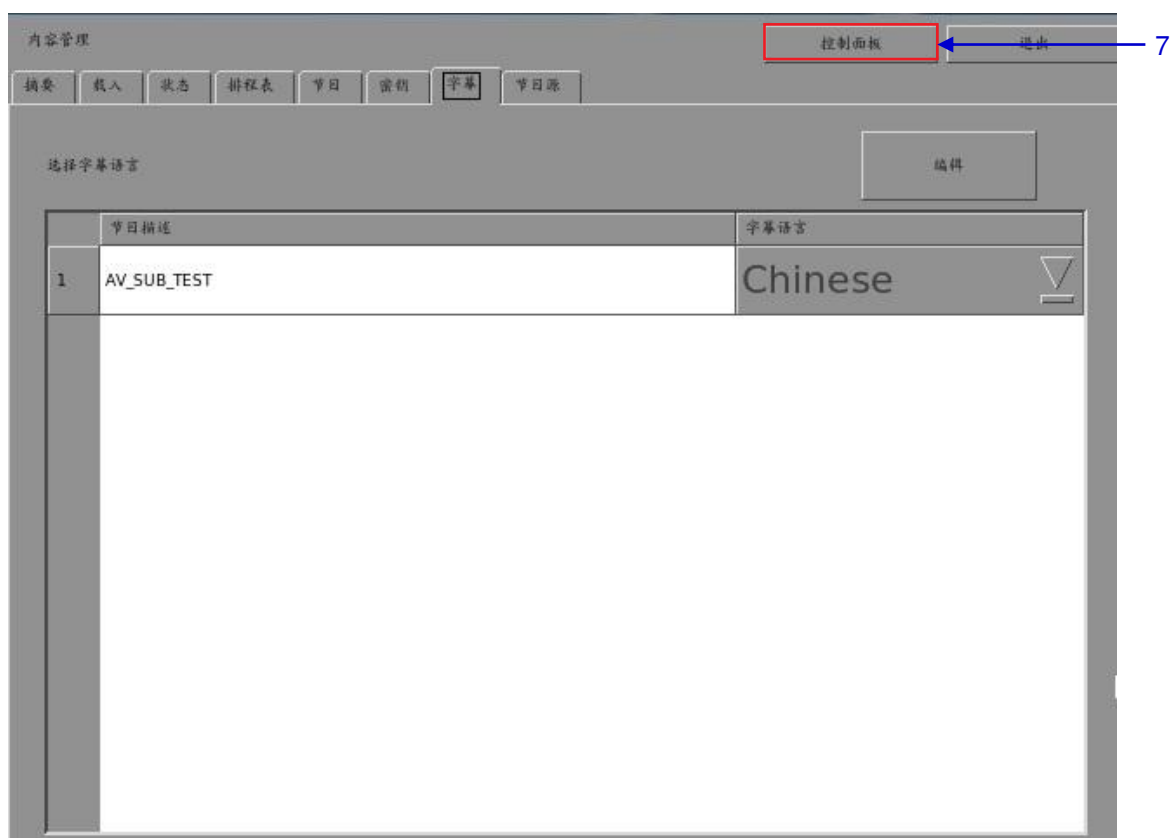 内容管理
控制面板
退出
7
摘要 载入 状态 排程表 节目 密钥 字幕 节目源
选择字幕语言
编辑
节目描述 字幕语言
1 AV_SUB_TEST Chinese